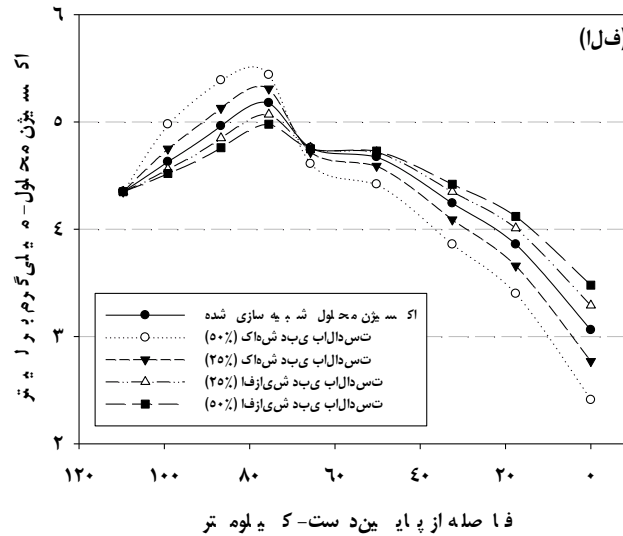 (الف)
۶
۵
۴
۳
۲
اکسیژن محلول-میلی‌گرم بر لیتر
اکسیژن محلول شبیه سازی شده
کاهش دبی بالادست (۵۰٪)
کاهش دبی بالادست (۲۵٪)
افزایش دبی بالادست (۲۵٪)
افزایش دبی بالادست (۵۰٪)
۱۲۰ ۱۰۰ ۸۰ ۶۰ ۴۰ ۲۰ ۰
فاصله از پایین‌دست-کیلومتر